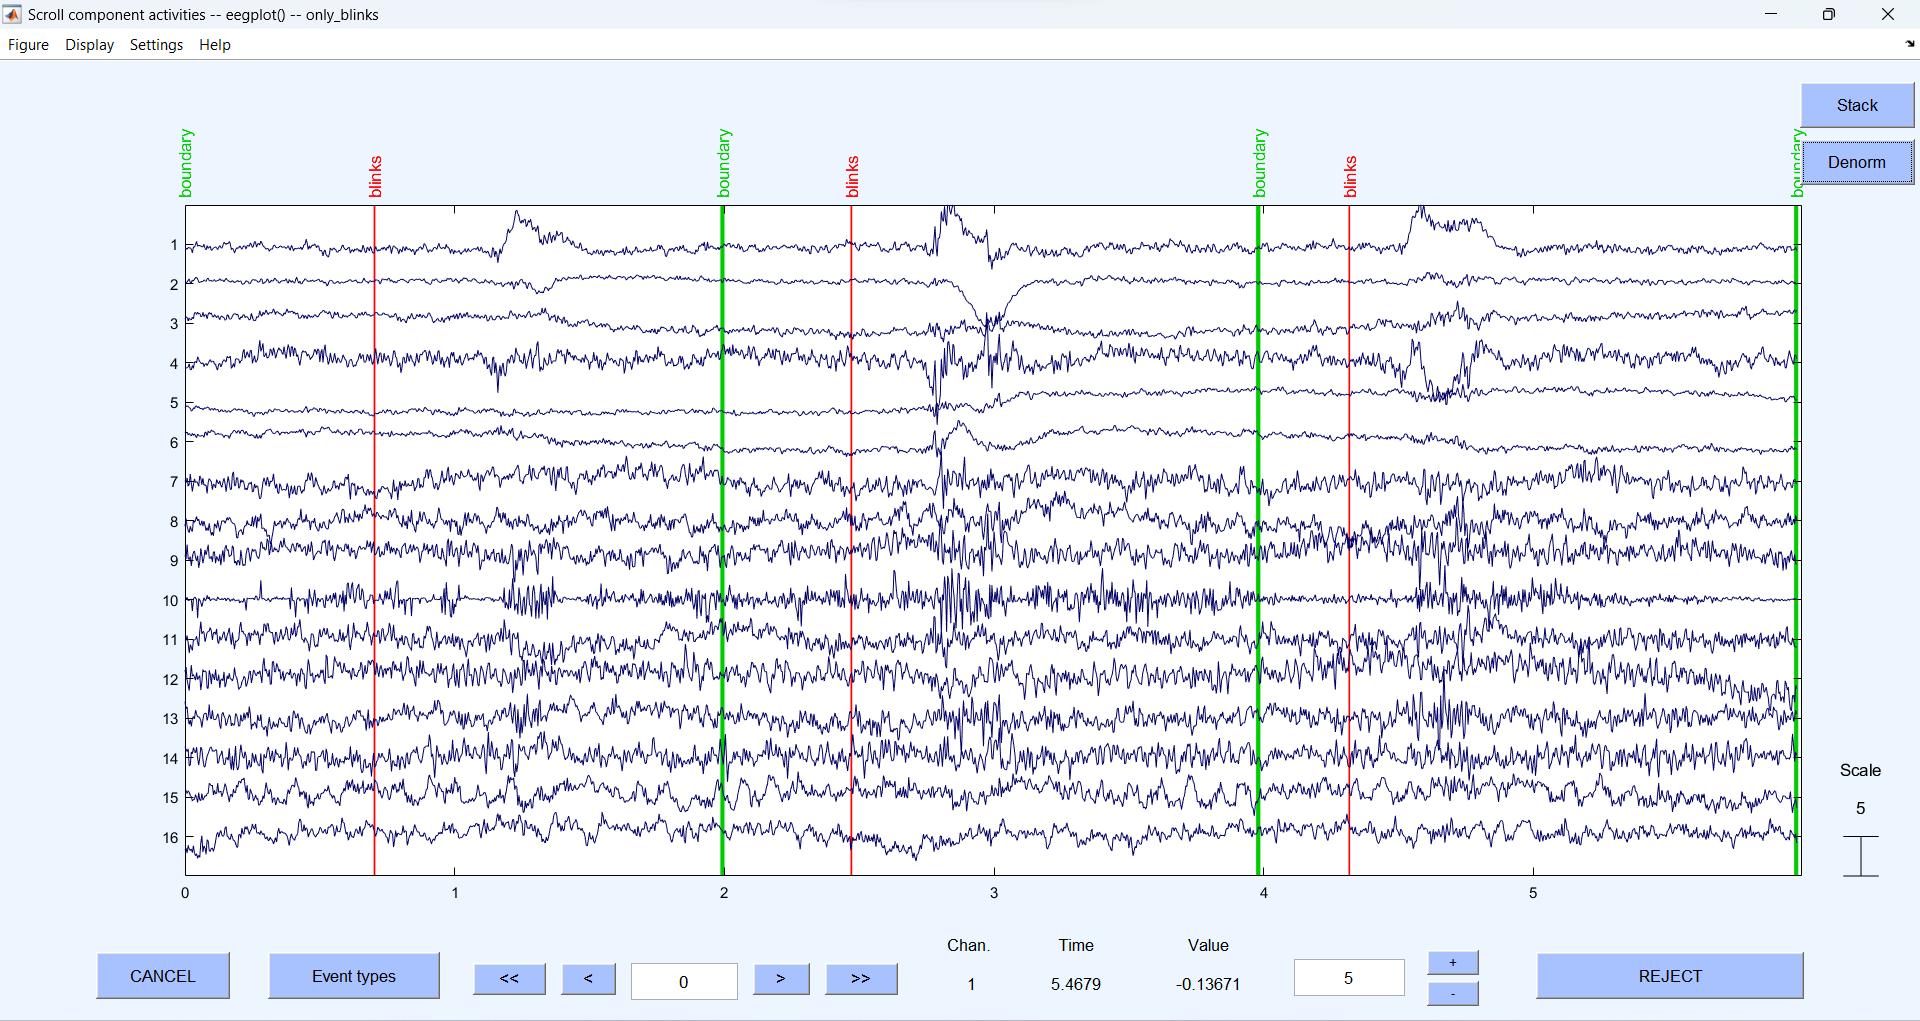 Scroll component activities -- eegplot() -- only_blinks
Figure Display Settings Help
Stack
Denorm
boundary
blinks
boundary
blinks
boundary
blinks
boundary
1
2
3
4
5
6
7
8
9
10
11
12
13
14
15
16
0 1 2 3 4 5
Scale
5
Chan. Time Value
CANCEL Event types << < 0 > >> 1 5.4679 -0.13671 5 + - REJECT